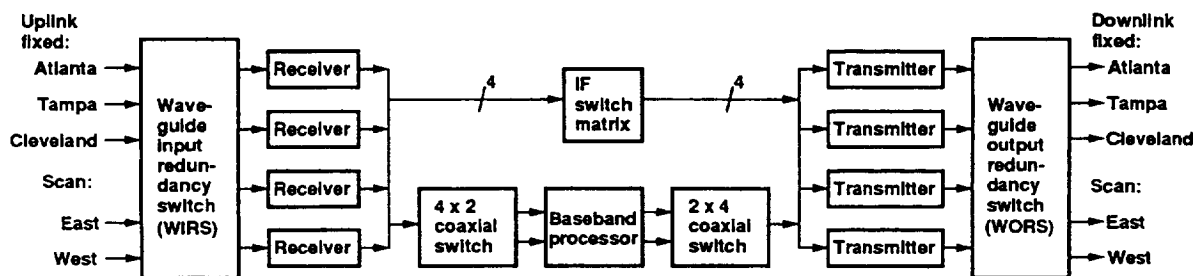 Uplink
fixed:
Atlanta
Tampa
Cleveland
Scan:
East
West
Wave-
guide
input
redun-
dancy
switch
(WIRS)
Receiver
Receiver
Receiver
Receiver
4
IF
switch
matrix
4
4 x 2
coaxial
switch
Baseband
processor
2 x 4
coaxial
switch
Transmitter
Transmitter
Transmitter
Transmitter
Wave-
guide
output
redun-
dancy
switch
(WORS)
Downlink
fixed:
Atlanta
Tampa
Cleveland
Scan:
East
West